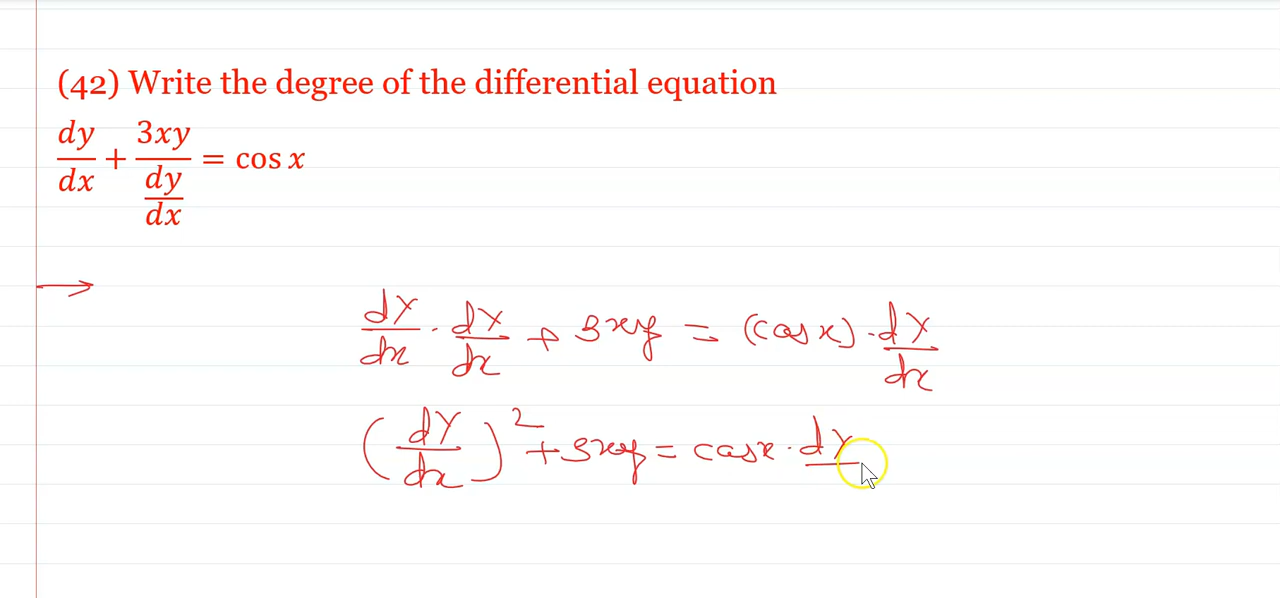 (42) Write the degree of the differential equation
dy/dx + 3xy/(dy/dx) = cos x
dy/dx · dy/dx + 3xy = (cos x) · dy/dx
(dy/dx)² + 3xy = cos x · dy